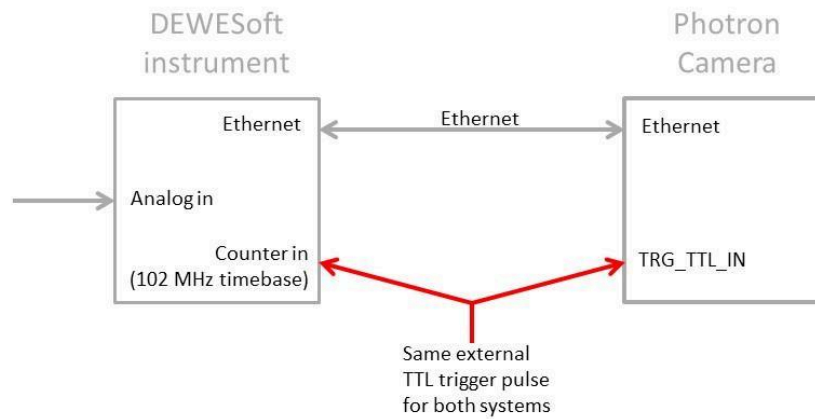 DEWESoft
instrument
Photron
Camera
Ethernet
Ethernet
Ethernet
Analog in
Counter in
(102 MHz timebase)
TRG_TTL_IN
Same external
TTL trigger pulse
for both systems